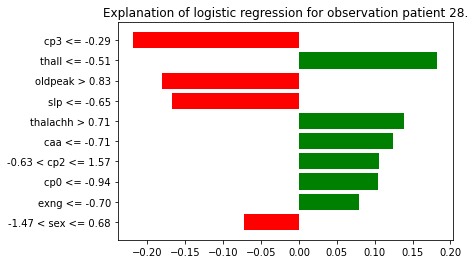 Explanation of logistic regression for observation patient 28.
cp3 <= -0.29
thall <= -0.51
oldpeak > 0.83
slp <= -0.65
thalachh > 0.71
caa <= -0.71
-0.63 < cp2 <= 1.57
cp0 <= -0.94
exng <= -0.70
-1.47 < sex <= 0.68
-0.20 -0.15 -0.10 -0.05 0.00 0.05 0.10 0.15 0.20